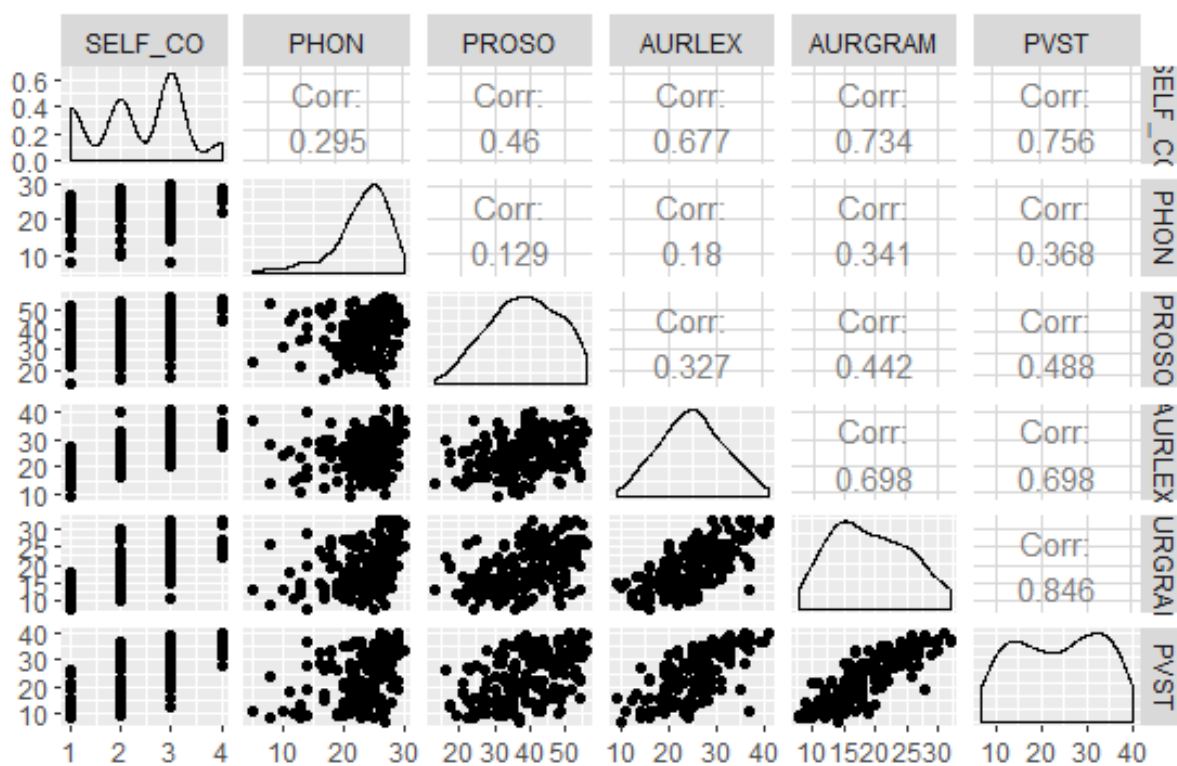 SELF_CO PHON PROSO AURLEX AURGRAM PVST
0.6
0.4
0.2
0.0
Corr: Corr: Corr: Corr: Corr:
0.295 0.46 0.677 0.734 0.756
SELF_CO
30
20
10
Corr: Corr: Corr: Corr:
0.129 0.18 0.341 0.368
PHON
50
40
30
20
Corr: Corr: Corr:
0.327 0.442 0.488
PROSO
40
30
20
10
Corr: Corr:
0.698 0.698
AURLEX
30
25
20
15
10
Corr:
0.846
URGRAI
40
30
20
10
PVST
1 2 3 4 10 20 30 20 30 40 50 10 20 30 40 10 15 20 25 30 10 20 30 40